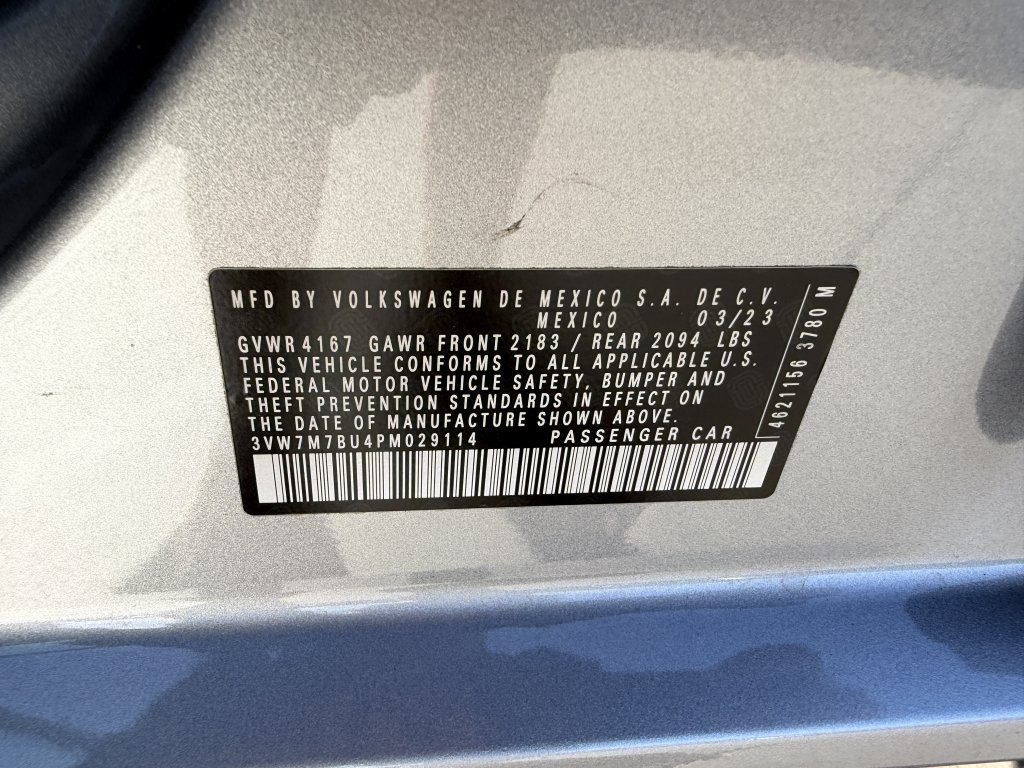 MFD BY VOLKSWAGEN DE MEXICO S.A. DE C.V.
MEXICO 03/23
GVWR 4167 GAWR FRONT 2183 / REAR 2094 LBS
THIS VEHICLE CONFORMS TO ALL APPLICABLE U.S.
FEDERAL MOTOR VEHICLE SAFETY, BUMPER AND
THEFT PREVENTION STANDARDS IN EFFECT ON
THE DATE OF MANUFACTURE SHOWN ABOVE.
3VW7M7BU4PM029114 PASSENGER CAR
4621156 3780 M